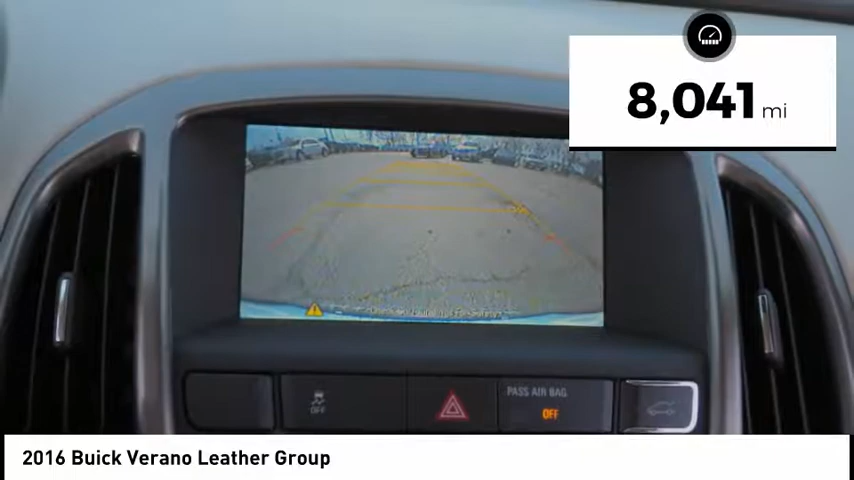 8,041 mi
OFF
PASS AIR BAG
OFF
2016 Buick Verano Leather Group